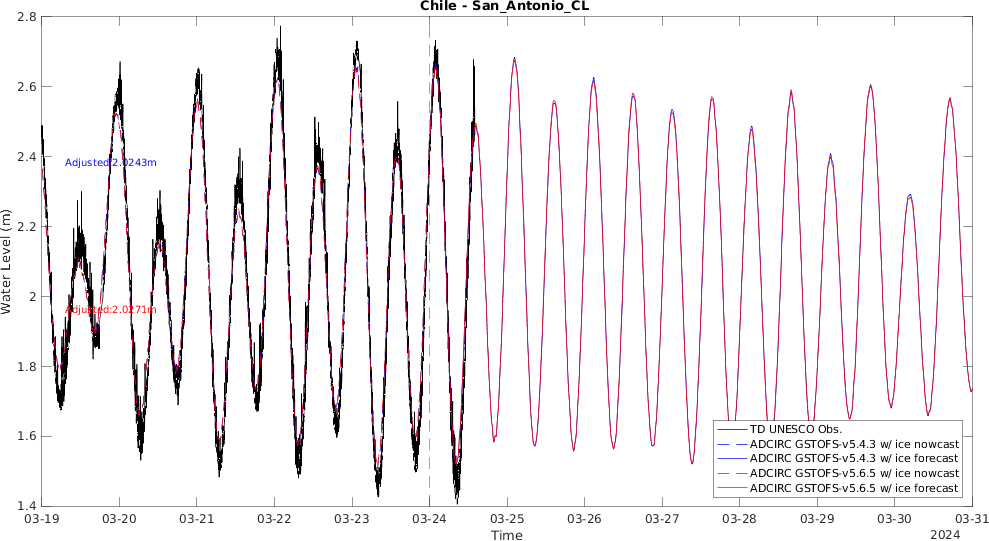 Chile - San_Antonio_CL
2.8
2.6
2.4
2.2
2
1.8
1.6
1.4
Water Level (m)
Adjusted:2.0243m
Adjusted:2.0271m
TD UNESCO Obs.
ADCIRC GSTOFS-v5.4.3 w/ ice nowcast
ADCIRC GSTOFS-v5.4.3 w/ ice forecast
ADCIRC GSTOFS-v5.6.5 w/ ice nowcast
ADCIRC GSTOFS-v5.6.5 w/ ice forecast
03-19 03-20 03-21 03-22 03-23 03-24 03-25 03-26 03-27 03-28 03-29 03-30 03-31
Time
2024